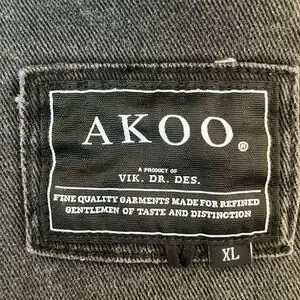 AKOO®
A PRODUCT OF
VIK. DR. DES.
FINE QUALITY GARMENTS MADE FOR REFINED
GENTLEMEN OF TASTE AND DISTINCTION
XL